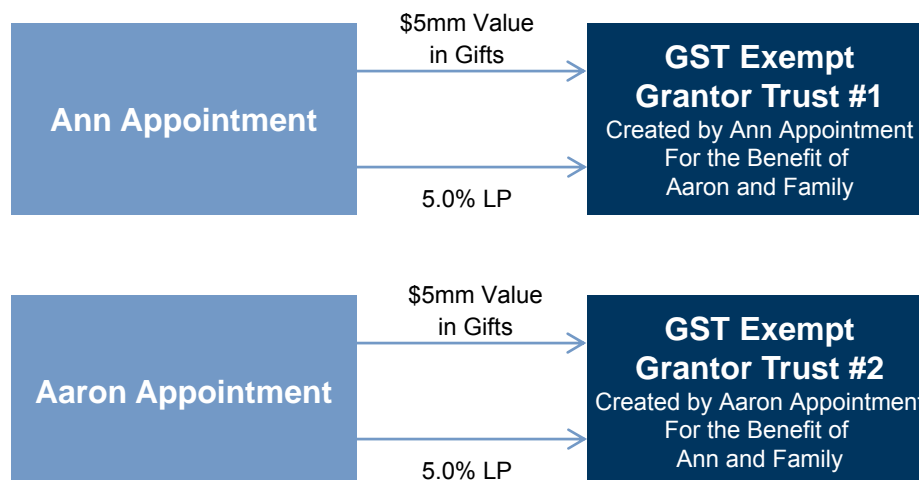 $5mm Value
in Gifts
Ann Appointment
5.0% LP
GST Exempt
Grantor Trust #1
Created by Ann Appointment
For the Benefit of
Aaron and Family
$5mm Value
in Gifts
Aaron Appointment
5.0% LP
GST Exempt
Grantor Trust #2
Created by Aaron Appointment
For the Benefit of
Ann and Family